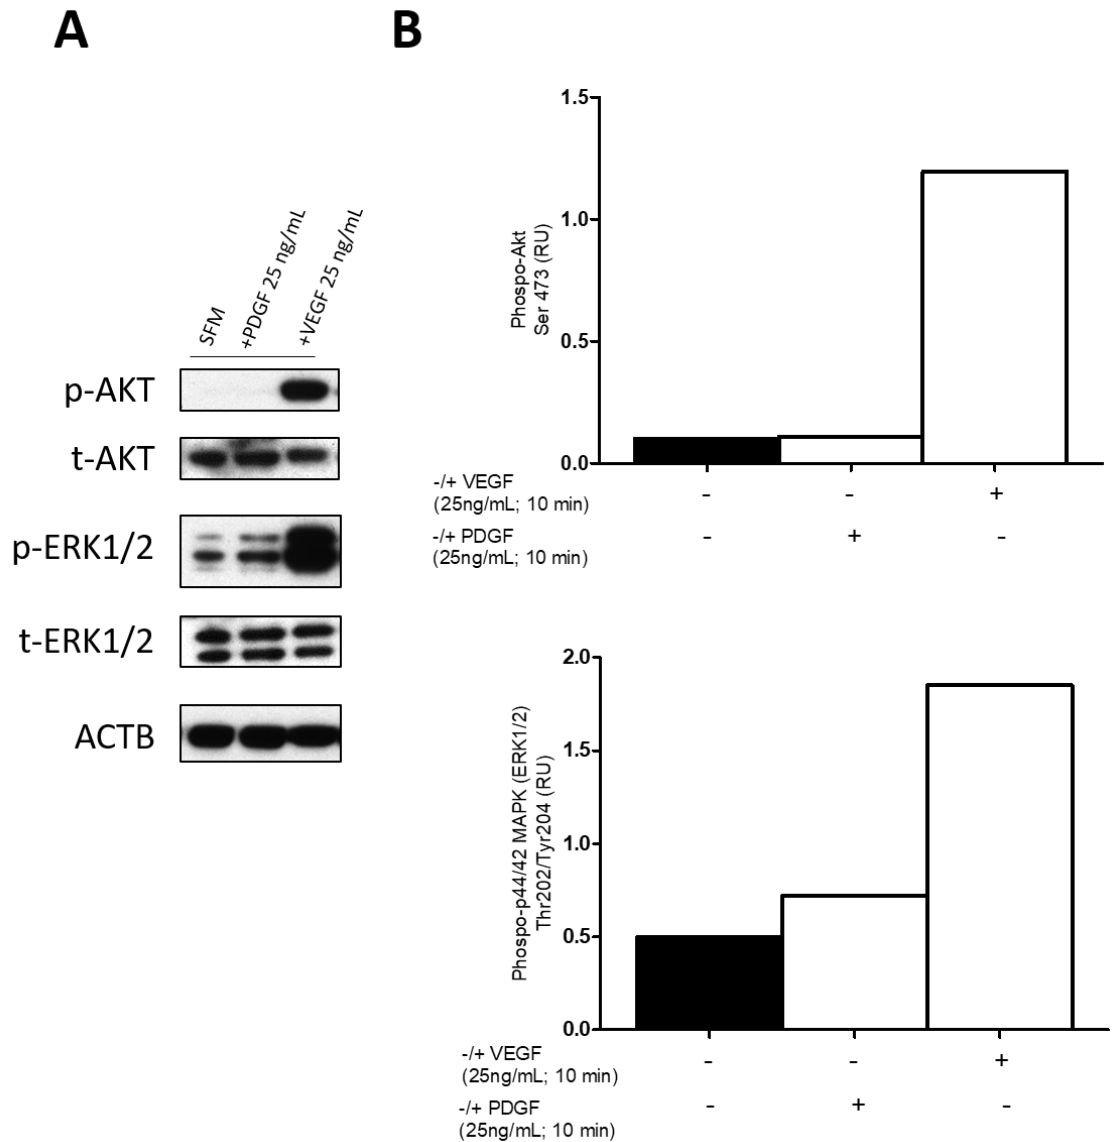 A
B
SFM
+PDGF 25 ng/mL
+VEGF 25 ng/mL
p-AKT
t-AKT
p-ERK1/2
t-ERK1/2
ACTB
Phospo-Akt
Ser 473 (RU)
1.5
1.0
0.5
0.0
-/+ VEGF
(25ng/mL; 10 min)
- - +
-/+ PDGF
(25ng/mL; 10 min)
- + -
Phospo-p44/42 MAPK (ERK1/2)
Thr202/Tyr204 (RU)
2.0
1.5
1.0
0.5
0.0
-/+ VEGF
(25ng/mL; 10 min)
- - +
-/+ PDGF
(25ng/mL; 10 min)
- + -